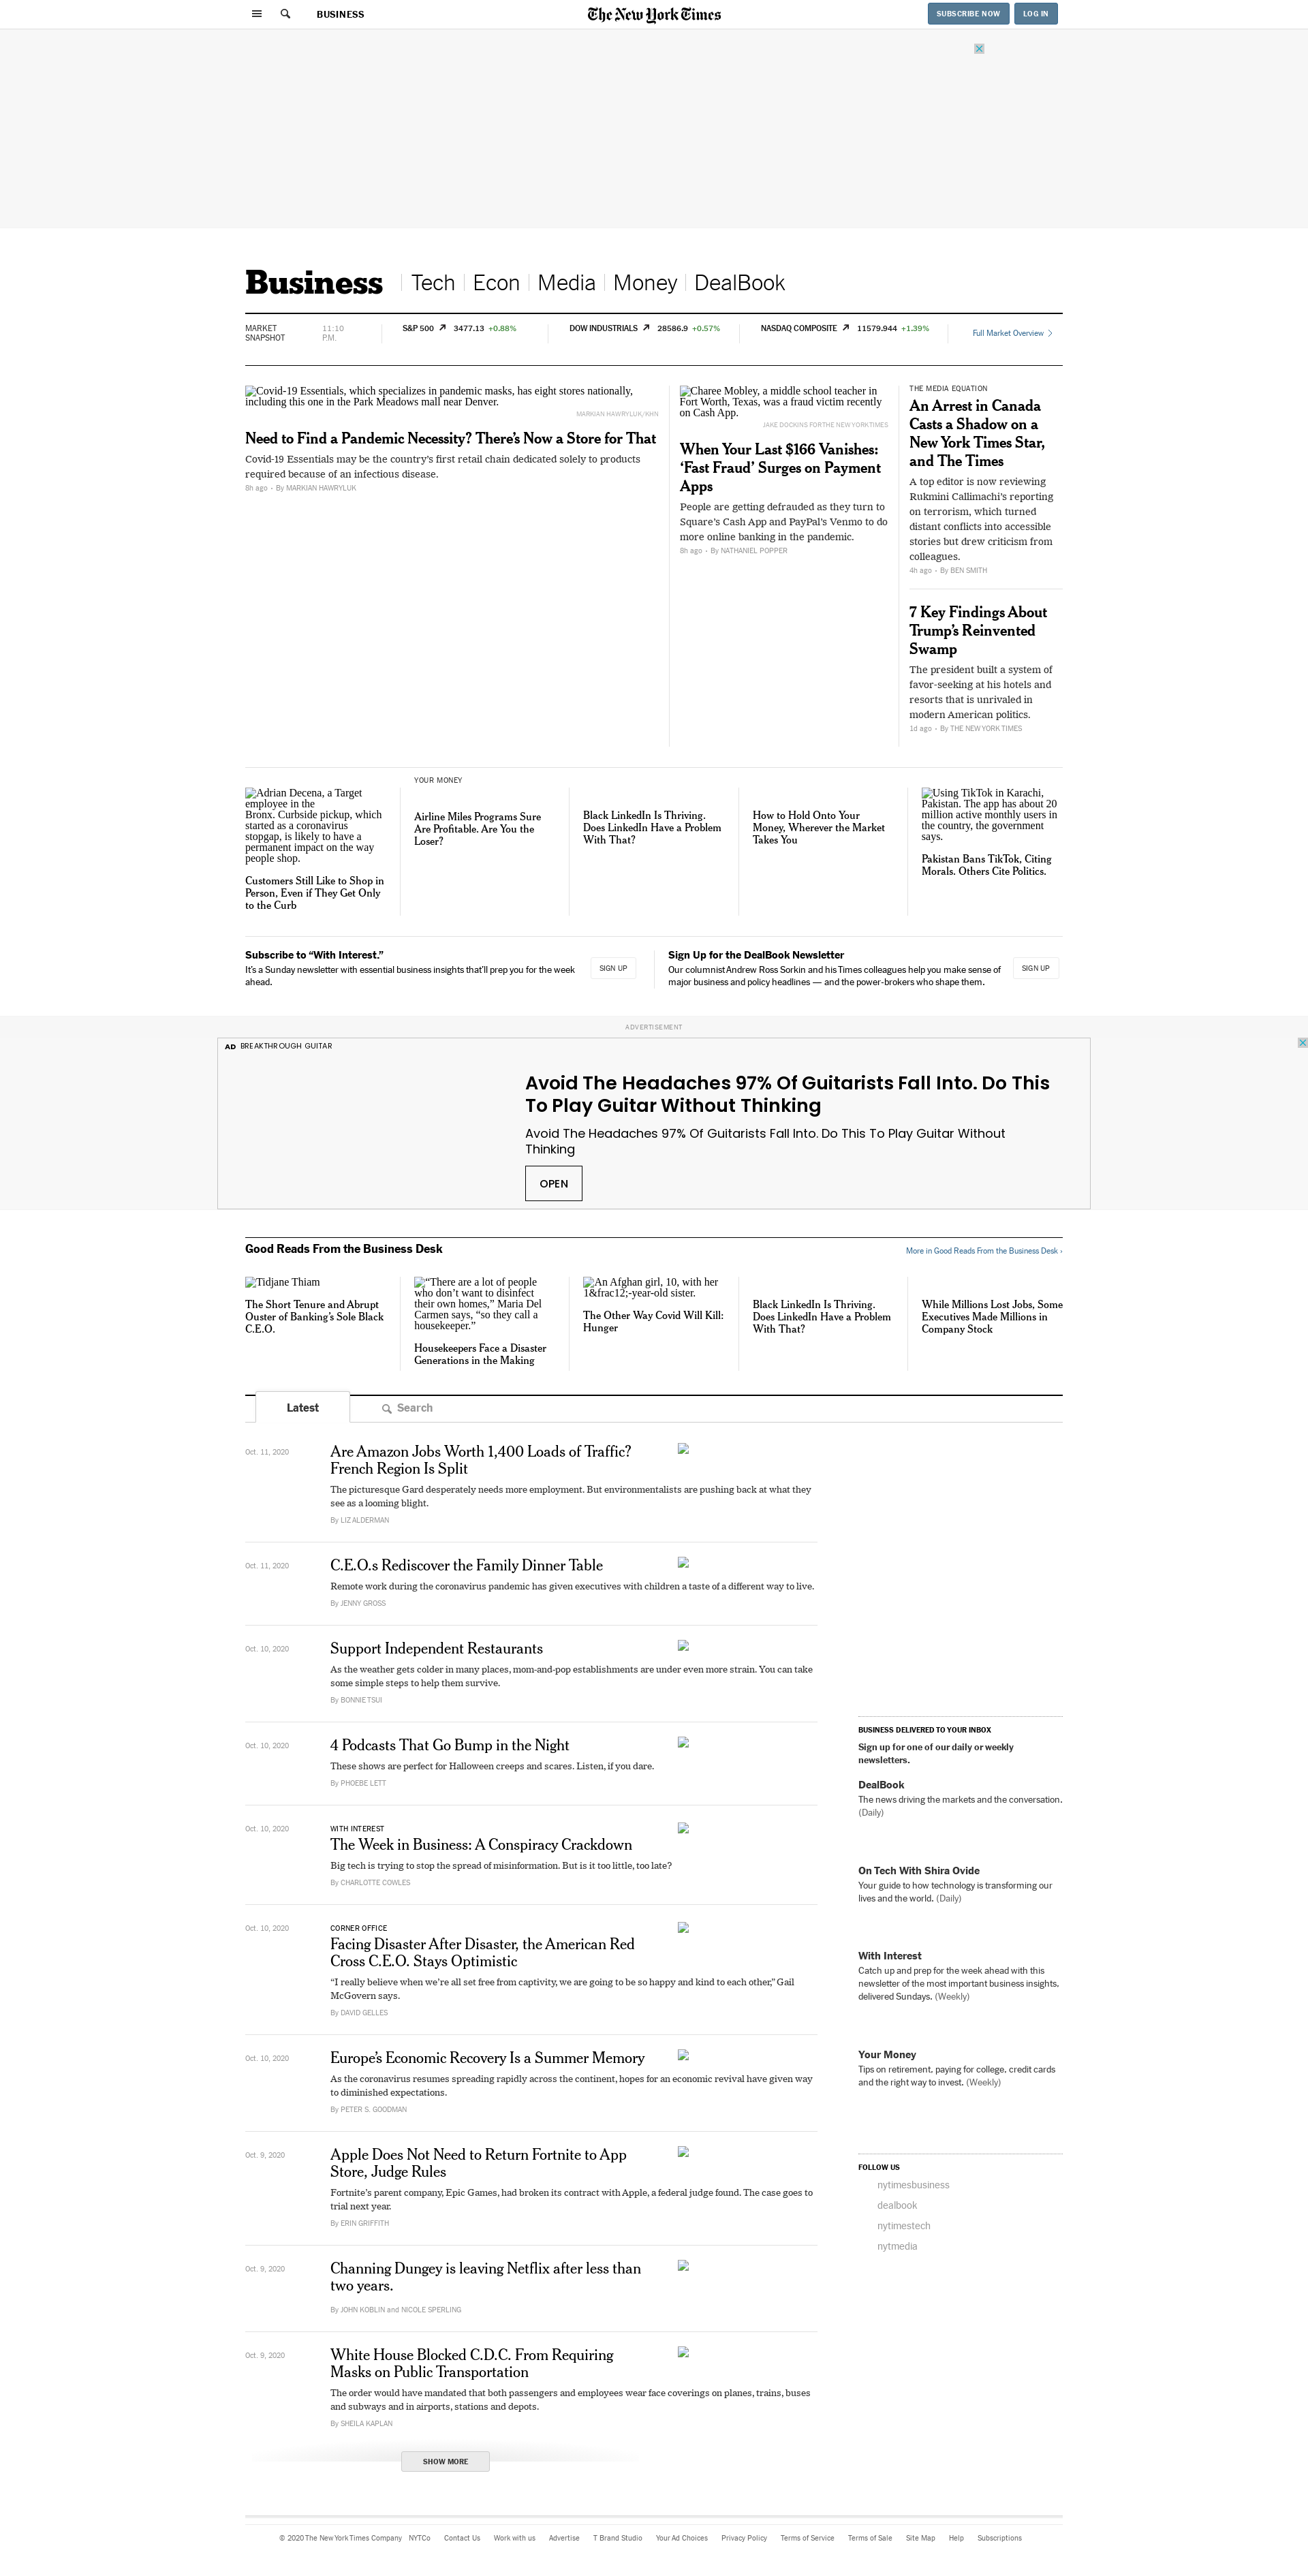 BUSINESS
The New York Times
SUBSCRIBE NOW
LOG IN
Business
Tech
Econ
Media
Money
DealBook
MARKET
SNAPSHOT
11:10
P.M.
S&P 500 3477.13 +0.88%
DOW INDUSTRIALS 28586.9 +0.57%
NASDAQ COMPOSITE 11579.944 +1.39%
Full Market Overview
Covid-19 Essentials, which specializes in pandemic masks, has eight stores nationally,
including this one in the Park Meadows mall near Denver.
MARKIAN HAWRYLUK/KHN
Need to Find a Pandemic Necessity? There’s Now a Store for That
Covid-19 Essentials may be the country’s first retail chain dedicated solely to products
required because of an infectious disease.
8h ago • By MARKIAN HAWRYLUK
Charee Mobley, a middle school teacher in
Fort Worth, Texas, was a fraud victim recently
on Cash App.
JAKE DOCKINS FOR THE NEW YORK TIMES
When Your Last $166 Vanishes:
‘Fast Fraud’ Surges on Payment
Apps
People are getting defrauded as they turn to
Square’s Cash App and PayPal’s Venmo to do
more online banking in the pandemic.
8h ago • By NATHANIEL POPPER
THE MEDIA EQUATION
An Arrest in Canada
Casts a Shadow on a
New York Times Star,
and The Times
A top editor is now reviewing
Rukmini Callimachi’s reporting
on terrorism, which turned
distant conflicts into accessible
stories but drew criticism from
colleagues.
4h ago • By BEN SMITH
7 Key Findings About
Trump’s Reinvented
Swamp
The president built a system of
favor-seeking at his hotels and
resorts that is unrivaled in
modern American politics.
1d ago • By THE NEW YORK TIMES
Adrian Decena, a Target
employee in the
Bronx. Curbside pickup, which
started as a coronavirus
stopgap, is likely to have a
permanent impact on the way
people shop.
Customers Still Like to Shop in
Person, Even if They Get Only
to the Curb
YOUR MONEY
Airline Miles Programs Sure
Are Profitable. Are You the
Loser?
Black LinkedIn Is Thriving.
Does LinkedIn Have a Problem
With That?
How to Hold Onto Your
Money, Wherever the Market
Takes You
Using TikTok in Karachi,
Pakistan. The app has about 20
million active monthly users in
the country, the government
says.
Pakistan Bans TikTok, Citing
Morals. Others Cite Politics.
Subscribe to “With Interest.”
It’s a Sunday newsletter with essential business insights that’ll prep you for the week
ahead.
SIGN UP
Sign Up for the DealBook Newsletter
Our columnist Andrew Ross Sorkin and his Times colleagues help you make sense of
major business and policy headlines — and the power-brokers who shape them.
SIGN UP
ADVERTISEMENT
AD BREAKTHROUGH GUITAR
Avoid The Headaches 97% Of Guitarists Fall Into. Do This
To Play Guitar Without Thinking
Avoid The Headaches 97% Of Guitarists Fall Into. Do This To Play Guitar Without
Thinking
OPEN
Good Reads From the Business Desk
More in Good Reads From the Business Desk ›
Tidjane Thiam
The Short Tenure and Abrupt
Ouster of Banking’s Sole Black
C.E.O.
“There are a lot of people
who don’t want to disinfect
their own homes,” Maria Del
Carmen says, “so they call a
housekeeper.”
Housekeepers Face a Disaster
Generations in the Making
An Afghan girl, 10, with her
1&frac12;-year-old sister.
The Other Way Covid Will Kill:
Hunger
Black LinkedIn Is Thriving.
Does LinkedIn Have a Problem
With That?
While Millions Lost Jobs, Some
Executives Made Millions in
Company Stock
Latest
Search
Oct. 11, 2020
Are Amazon Jobs Worth 1,400 Loads of Traffic?
French Region Is Split
The picturesque Gard desperately needs more employment. But environmentalists are pushing back at what they
see as a looming blight.
By LIZ ALDERMAN
Oct. 11, 2020
C.E.O.s Rediscover the Family Dinner Table
Remote work during the coronavirus pandemic has given executives with children a taste of a different way to live.
By JENNY GROSS
Oct. 10, 2020
Support Independent Restaurants
As the weather gets colder in many places, mom-and-pop establishments are under even more strain. You can take
some simple steps to help them survive.
By BONNIE TSUI
Oct. 10, 2020
4 Podcasts That Go Bump in the Night
These shows are perfect for Halloween creeps and scares. Listen, if you dare.
By PHOEBE LETT
Oct. 10, 2020
WITH INTEREST
The Week in Business: A Conspiracy Crackdown
Big tech is trying to stop the spread of misinformation. But is it too little, too late?
By CHARLOTTE COWLES
Oct. 10, 2020
CORNER OFFICE
Facing Disaster After Disaster, the American Red
Cross C.E.O. Stays Optimistic
“I really believe when we’re all set free from captivity, we are going to be so happy and kind to each other,” Gail
McGovern says.
By DAVID GELLES
Oct. 10, 2020
Europe’s Economic Recovery Is a Summer Memory
As the coronavirus resumes spreading rapidly across the continent, hopes for an economic revival have given way
to diminished expectations.
By PETER S. GOODMAN
Oct. 9, 2020
Apple Does Not Need to Return Fortnite to App
Store, Judge Rules
Fortnite’s parent company, Epic Games, had broken its contract with Apple, a federal judge found. The case goes to
trial next year.
By ERIN GRIFFITH
Oct. 9, 2020
Channing Dungey is leaving Netflix after less than
two years.
By JOHN KOBLIN and NICOLE SPERLING
Oct. 9, 2020
White House Blocked C.D.C. From Requiring
Masks on Public Transportation
The order would have mandated that both passengers and employees wear face coverings on planes, trains, buses
and subways and in airports, stations and depots.
By SHEILA KAPLAN
SHOW MORE
BUSINESS DELIVERED TO YOUR INBOX
Sign up for one of our daily or weekly
newsletters.
DealBook
The news driving the markets and the conversation.
(Daily)
On Tech With Shira Ovide
Your guide to how technology is transforming our
lives and the world. (Daily)
With Interest
Catch up and prep for the week ahead with this
newsletter of the most important business insights,
delivered Sundays. (Weekly)
Your Money
Tips on retirement, paying for college, credit cards
and the right way to invest. (Weekly)
FOLLOW US
nytimesbusiness
dealbook
nytimestech
nytmedia
© 2020 The New York Times Company NYTCo Contact Us Work with us Advertise T Brand Studio Your Ad Choices Privacy Policy Terms of Service Terms of Sale Site Map Help Subscriptions